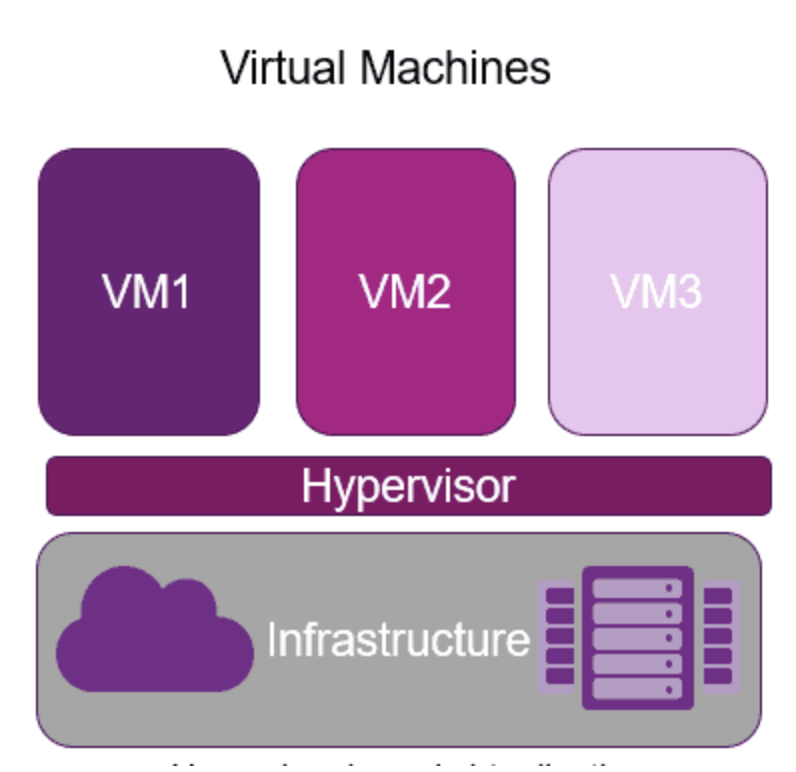 Virtual Machines
VM1
VM2
VM3
Hypervisor
Infrastructure